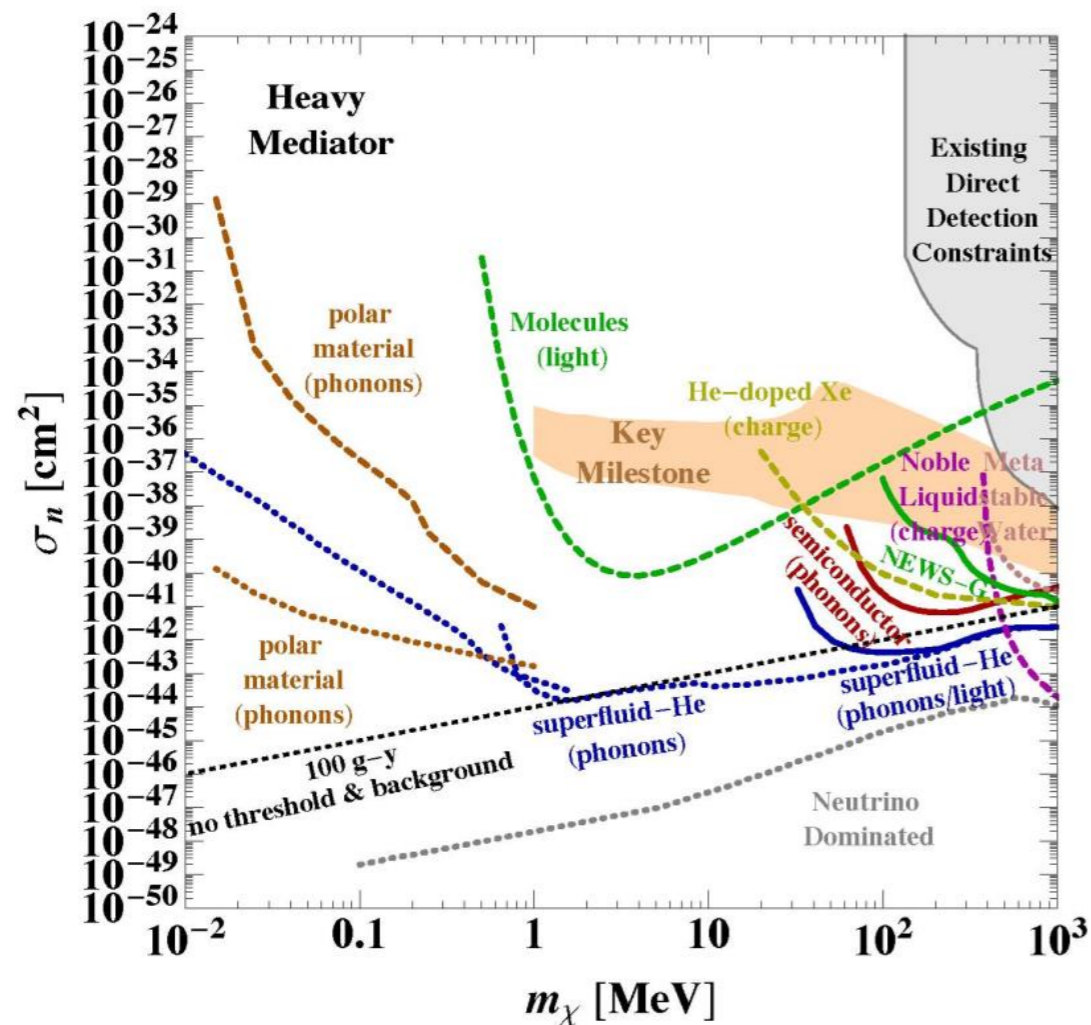 10⁻²⁴
10⁻²⁵
10⁻²⁶
10⁻²⁷
10⁻²⁸
10⁻²⁹
10⁻³⁰
10⁻³¹
10⁻³²
10⁻³³
10⁻³⁴
10⁻³⁵
10⁻³⁶
10⁻³⁷
10⁻³⁸
10⁻³⁹
10⁻⁴⁰
10⁻⁴¹
10⁻⁴²
10⁻⁴³
10⁻⁴⁴
10⁻⁴⁵
10⁻⁴⁶
10⁻⁴⁷
10⁻⁴⁸
10⁻⁴⁹
10⁻⁵⁰
σₙ [cm²]
Heavy
Mediator
Existing
Direct
Detection
Constraints
polar
material
(phonons)
Molecules
(light)
He-doped Xe
(charge)
Key
Milestone
Noble
Liquid
(charge)
Meta
stable
Water
semiconductor
(phonons)
NEWS-G
polar
material
(phonons)
superfluid-He
(phonons)
superfluid-He
(phonons/light)
100 g-y
no threshold & background
Neutrino
Dominated
10⁻² 0.1 1 10 10² 10³
mᵪ [MeV]